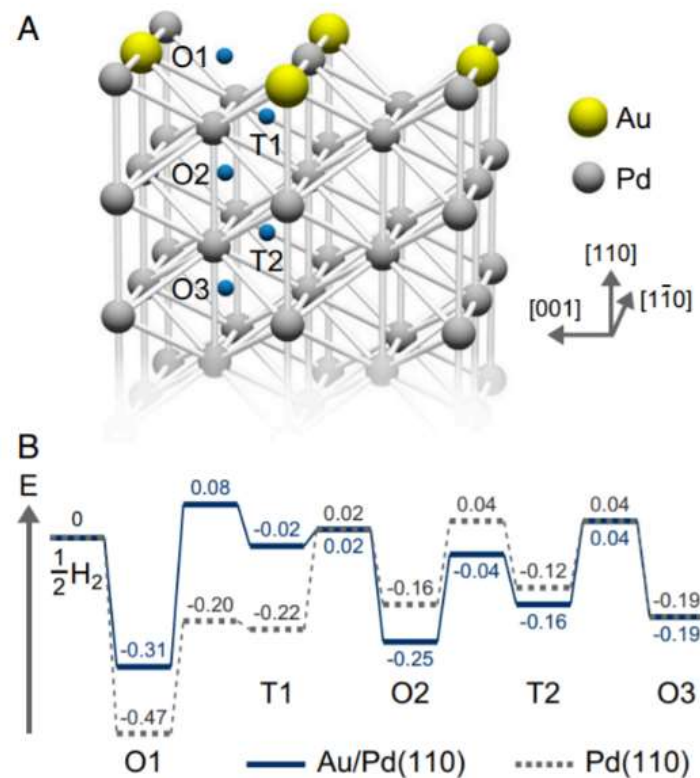 A
O1
T1
O2
T2
O3
Au
Pd
[110]
[001]
[11̄0]
B
E
0
½H₂
-0.31
-0.47
0.08
-0.20
-0.02
-0.22
0.02
0.02
-0.16
-0.25
0.04
-0.04
-0.12
-0.16
0.04
0.04
-0.19
-0.19
T1 O2 T2 O3
O1 Au/Pd(110) Pd(110)